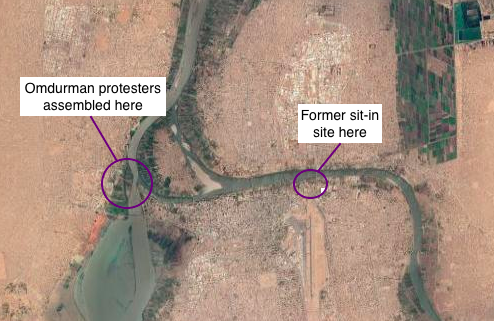 Omdurman protesters
assembled here
Former sit-in
site here